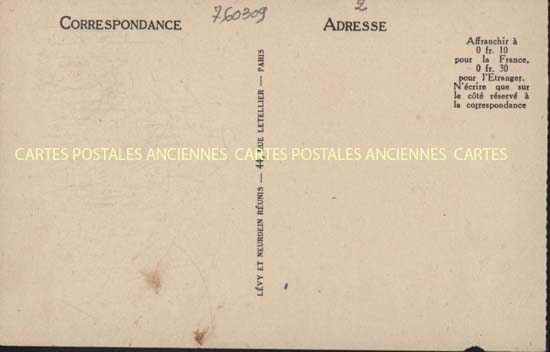 CORRESPONDANCE
760309
2
ADRESSE
Affranchir à
0 fr. 10
pour la France,
0 fr. 30
pour l'Etranger.
N'écrire que sur
le côté réservé à
la correspondance
CARTES POSTALES ANCIENNES CARTES POSTALES ANCIENNES CARTES
LÉVY ET NEURDEIN RÉUNIS — 44, RUE LETELLIER — PARIS